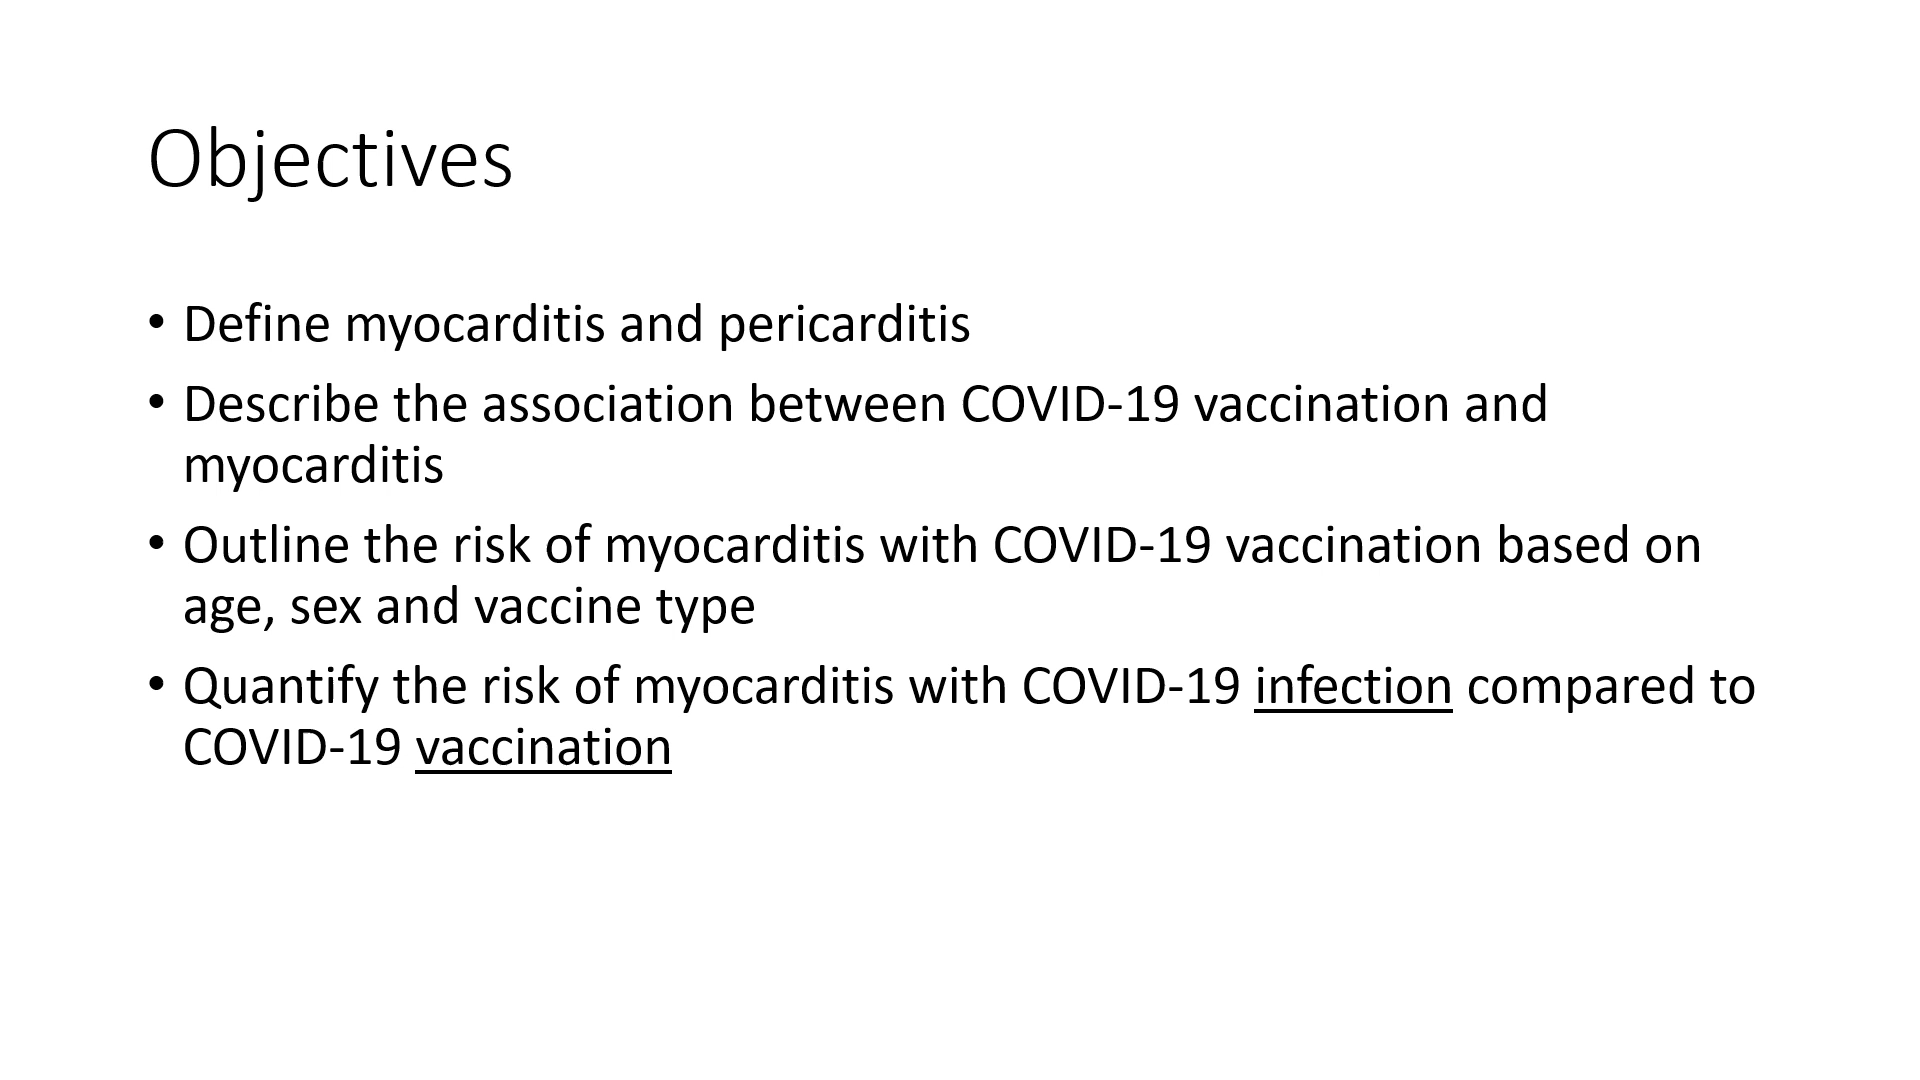 Objectives
• Define myocarditis and pericarditis
• Describe the association between COVID-19 vaccination and
myocarditis
• Outline the risk of myocarditis with COVID-19 vaccination based on
age, sex and vaccine type
• Quantify the risk of myocarditis with COVID-19 infection compared to
COVID-19 vaccination